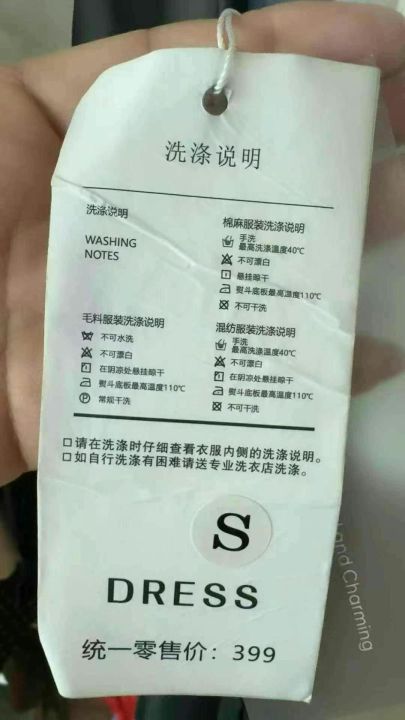 洗涤说明
洗涤说明
WASHING
NOTES
棉麻服装洗涤说明
手洗
最高洗涤温度40℃
不可漂白
悬挂晾干
熨斗底板最高温度110℃
不可干洗
毛料服装洗涤说明
不可水洗
不可漂白
在阴凉处悬挂晾干
熨斗底板最高温度110℃
常规干洗
混纺服装洗涤说明
手洗
最高洗涤温度40℃
不可漂白
在阴凉处悬挂晾干
熨斗底板最高温度110℃
不可干洗
□请在洗涤时仔细查看衣服内侧的洗涤说明。
□如自行洗涤有困难请送专业洗衣店洗涤。
S
DRESS
统一零售价：399
and Charming